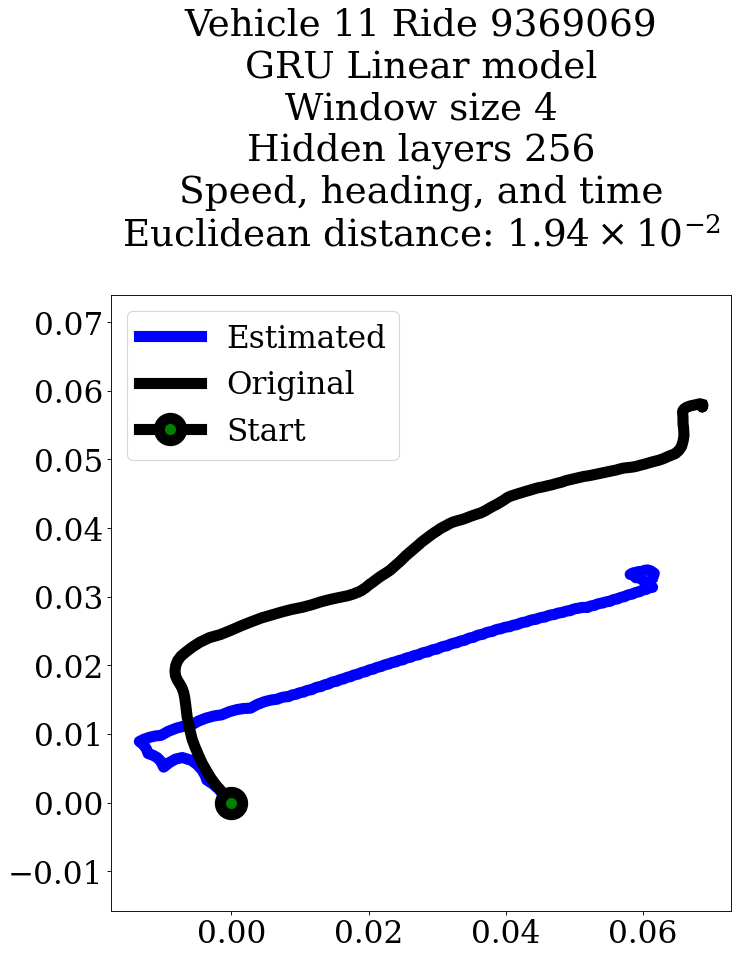 Vehicle 11 Ride 9369069
GRU Linear model
Window size 4
Hidden layers 256
Speed, heading, and time
Euclidean distance: 1.94 × 10⁻²
Estimated
Original
Start
0.07
0.06
0.05
0.04
0.03
0.02
0.01
0.00
−0.01
0.00 0.02 0.04 0.06